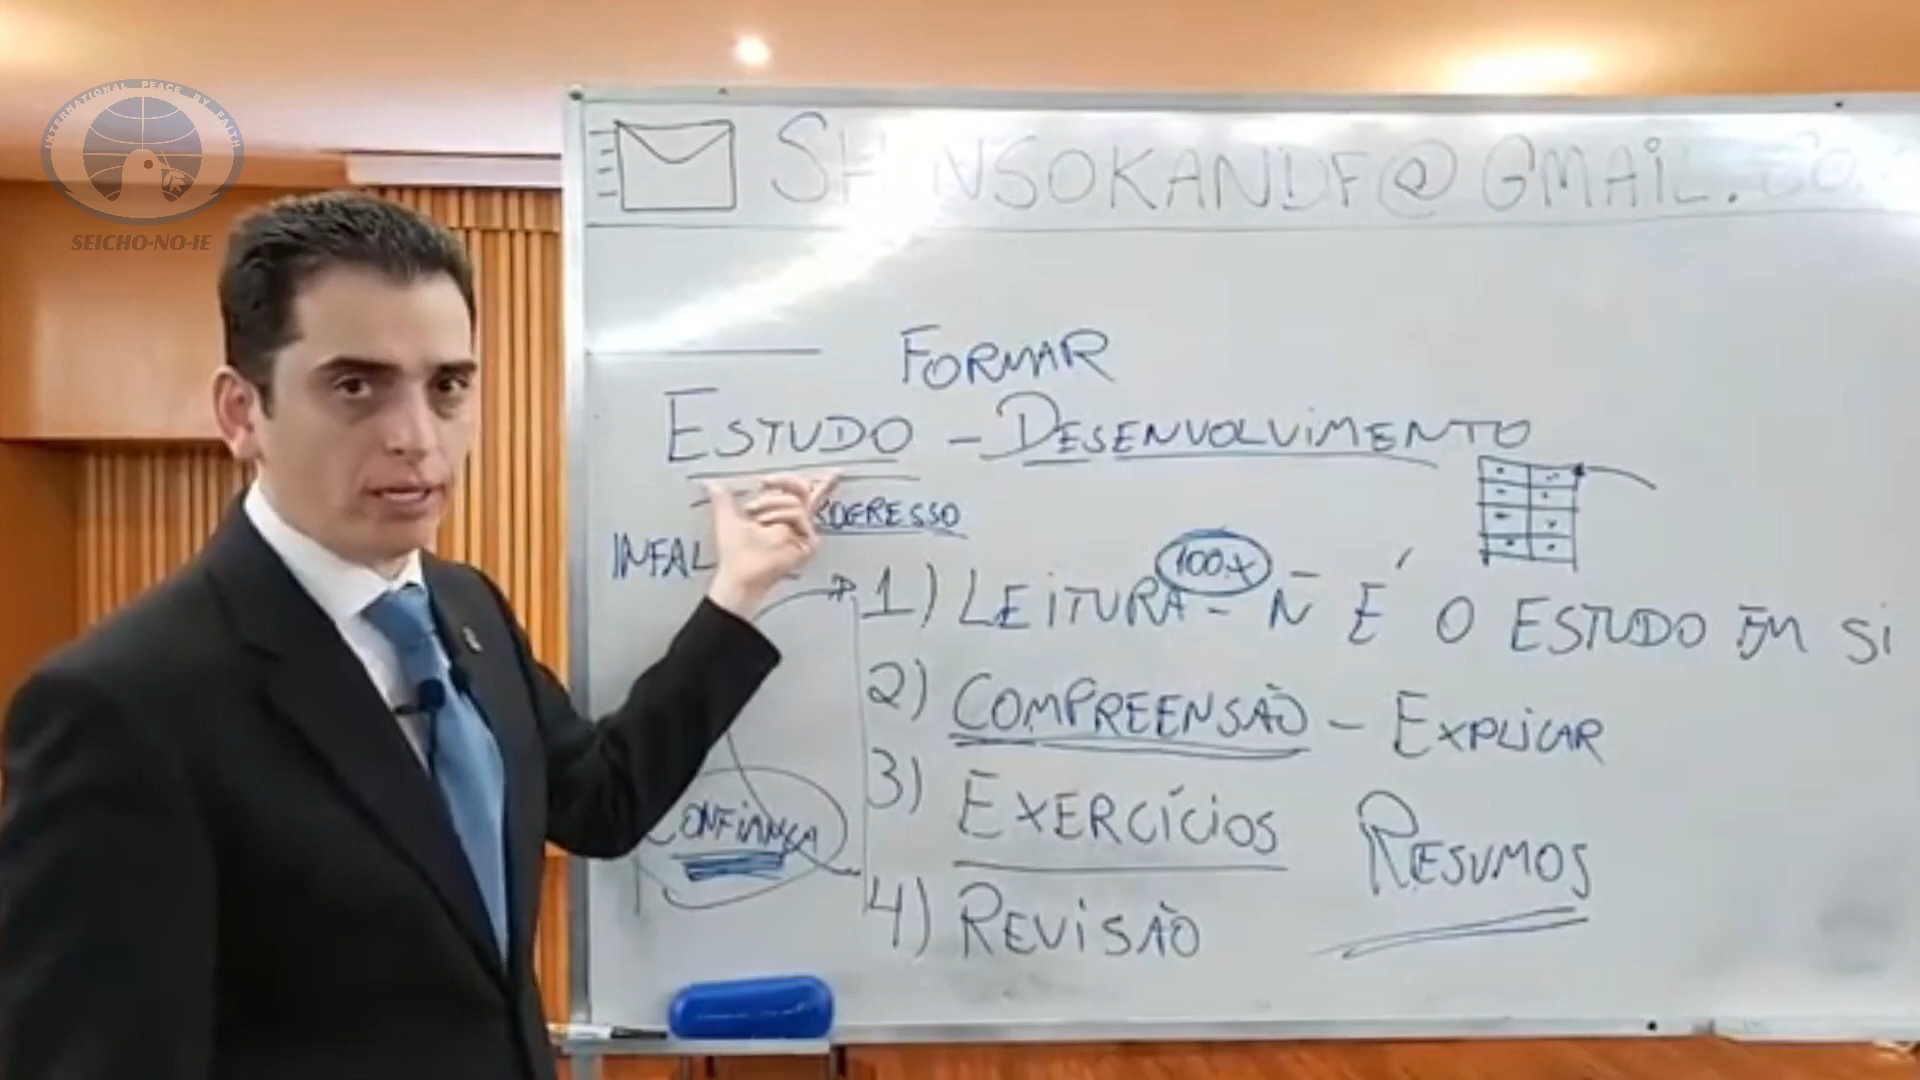 INTERNATIONAL PEACE BY FAITH
SEICHO-NO-IE
@GMAIL.
FORMAR
ESTUDO - DESENVOLVIMENTO
100x
1) LEITURA - Ñ É O ESTUDO EM SI
2) COMPREENSÃO - EXPLICAR
3) EXERCÍCIOS
RESUMOS
CONFIANÇA
4) REVISÃO